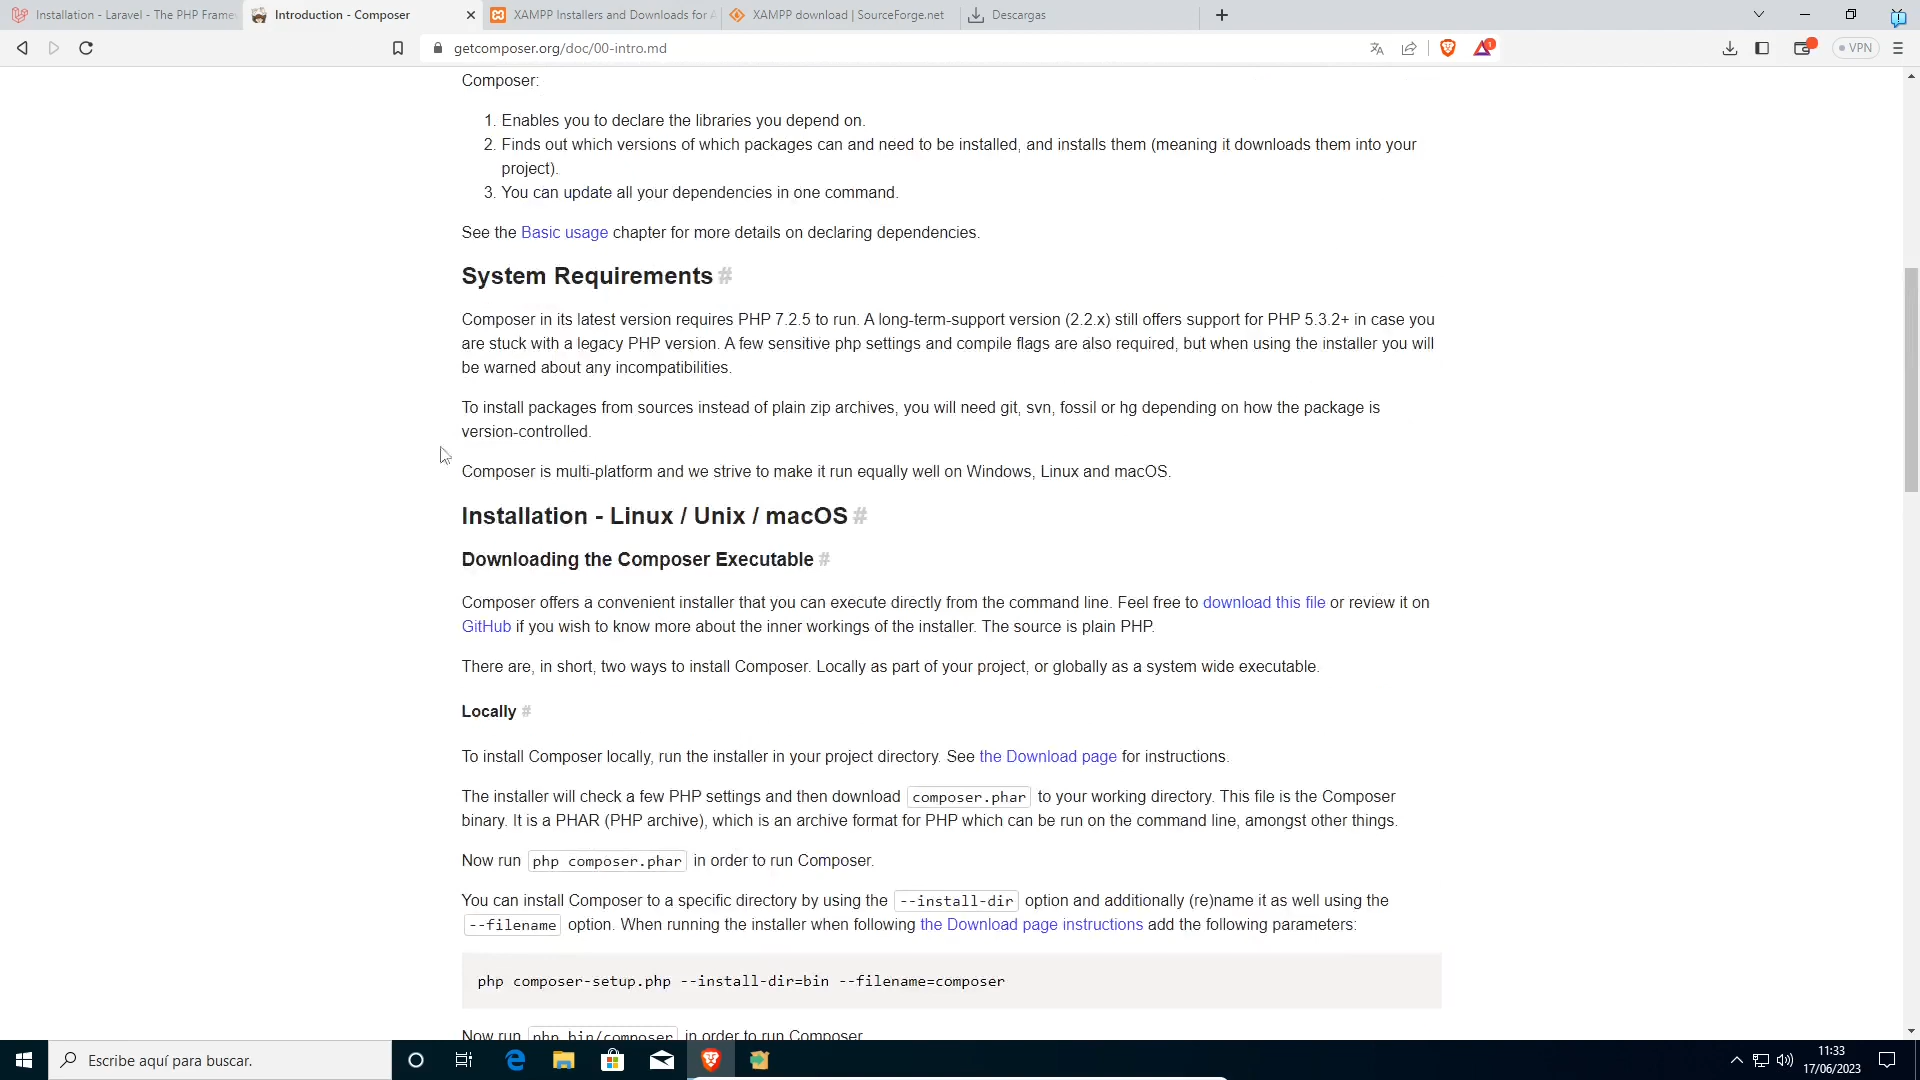 Installation - Laravel - The PHP Frame
Introduction - Composer
XAMPP Installers and Downloads for A
XAMPP download | SourceForge.net
Descargas
getcomposer.org/doc/00-intro.md
1
VPN
Composer:
1. Enables you to declare the libraries you depend on.
2. Finds out which versions of which packages can and need to be installed, and installs them (meaning it downloads them into your
project).
3. You can update all your dependencies in one command.
See the Basic usage chapter for more details on declaring dependencies.
System Requirements #
Composer in its latest version requires PHP 7.2.5 to run. A long-term-support version (2.2.x) still offers support for PHP 5.3.2+ in case you
are stuck with a legacy PHP version. A few sensitive php settings and compile flags are also required, but when using the installer you will
be warned about any incompatibilities.
To install packages from sources instead of plain zip archives, you will need git, svn, fossil or hg depending on how the package is
version-controlled.
Composer is multi-platform and we strive to make it run equally well on Windows, Linux and macOS.
Installation - Linux / Unix / macOS #
Downloading the Composer Executable #
Composer offers a convenient installer that you can execute directly from the command line. Feel free to download this file or review it on
GitHub if you wish to know more about the inner workings of the installer. The source is plain PHP.
There are, in short, two ways to install Composer. Locally as part of your project, or globally as a system wide executable.
Locally #
To install Composer locally, run the installer in your project directory. See the Download page for instructions.
The installer will check a few PHP settings and then download composer.phar to your working directory. This file is the Composer
binary. It is a PHAR (PHP archive), which is an archive format for PHP which can be run on the command line, amongst other things.
Now run php composer.phar in order to run Composer.
You can install Composer to a specific directory by using the --install-dir option and additionally (re)name it as well using the
--filename option. When running the installer when following the Download page instructions add the following parameters:
php composer-setup.php --install-dir=bin --filename=composer
Now run php bin/composer in order to run Composer.
Escribe aquí para buscar.
11:33
17/06/2023